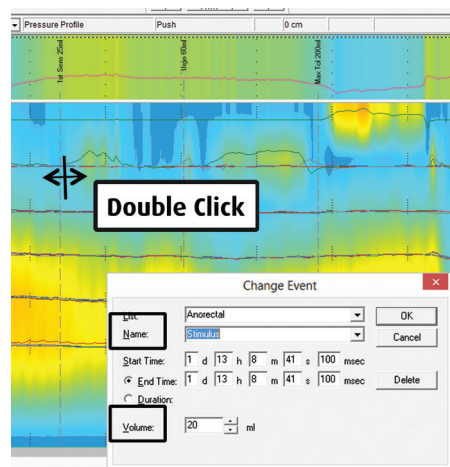 Pressure Profile Push 0 cm
1st Sens 25ml
Urge 60ml
Max Tol 200ml
Double Click
Change Event
List: Anorectal OK
Name: Stimulus Cancel
Start Time: 1 d 13 h 8 m 41 s 100 msec
End Time: 1 d 13 h 8 m 41 s 100 msec Delete
Duration:
Volume: 20 ml